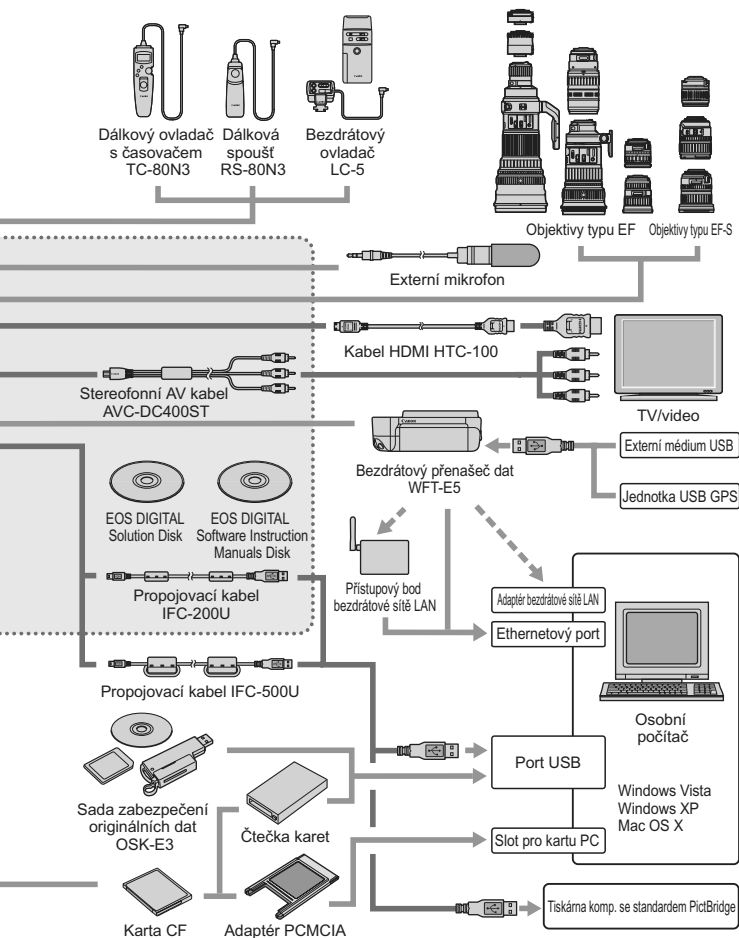 Dálkový ovladač
s časovačem
TC-80N3
Dálková
spoušť
RS-80N3
Bezdrátový
ovladač
LC-5
Objektivy typu EF
Objektivy typu EF-S
Externí mikrofon
Kabel HDMI HTC-100
Stereofonní AV kabel
AVC-DC400ST
TV/video
Bezdrátový přenašeč dat
WFT-E5
Externí médium USB
Jednotka USB GPS
EOS DIGITAL
Solution Disk
EOS DIGITAL
Software Instruction
Manuals Disk
Přístupový bod
bezdrátové sítě LAN
Adaptér bezdrátové sítě LAN
Ethernetový port
Propojovací kabel
IFC-200U
Propojovací kabel IFC-500U
Osobní
počítač
Port USB
Windows Vista
Windows XP
Mac OS X
Sada zabezpečení
originálních dat
OSK-E3
Čtečka karet
Slot pro kartu PC
Karta CF
Adaptér PCMCIA
Tiskárna komp. se standardem PictBridge